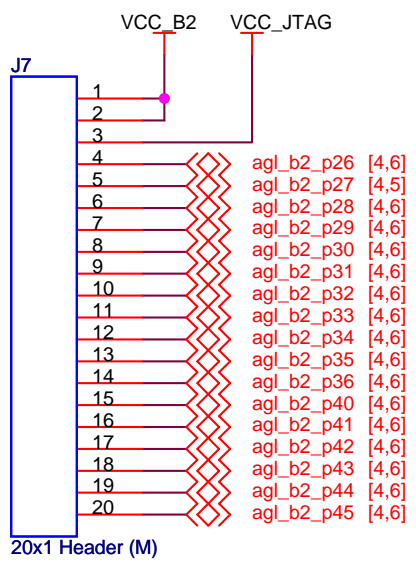 VCC_B2 VCC_JTAG
J7
1
2
3
4 agl_b2_p26 [4,6]
5 agl_b2_p27 [4,5]
6 agl_b2_p28 [4,6]
7 agl_b2_p29 [4,6]
8 agl_b2_p30 [4,6]
9 agl_b2_p31 [4,6]
10 agl_b2_p32 [4,6]
11 agl_b2_p33 [4,6]
12 agl_b2_p34 [4,6]
13 agl_b2_p35 [4,6]
14 agl_b2_p36 [4,6]
15 agl_b2_p40 [4,6]
16 agl_b2_p41 [4,6]
17 agl_b2_p42 [4,6]
18 agl_b2_p43 [4,6]
19 agl_b2_p44 [4,6]
20 agl_b2_p45 [4,6]
20x1 Header (M)